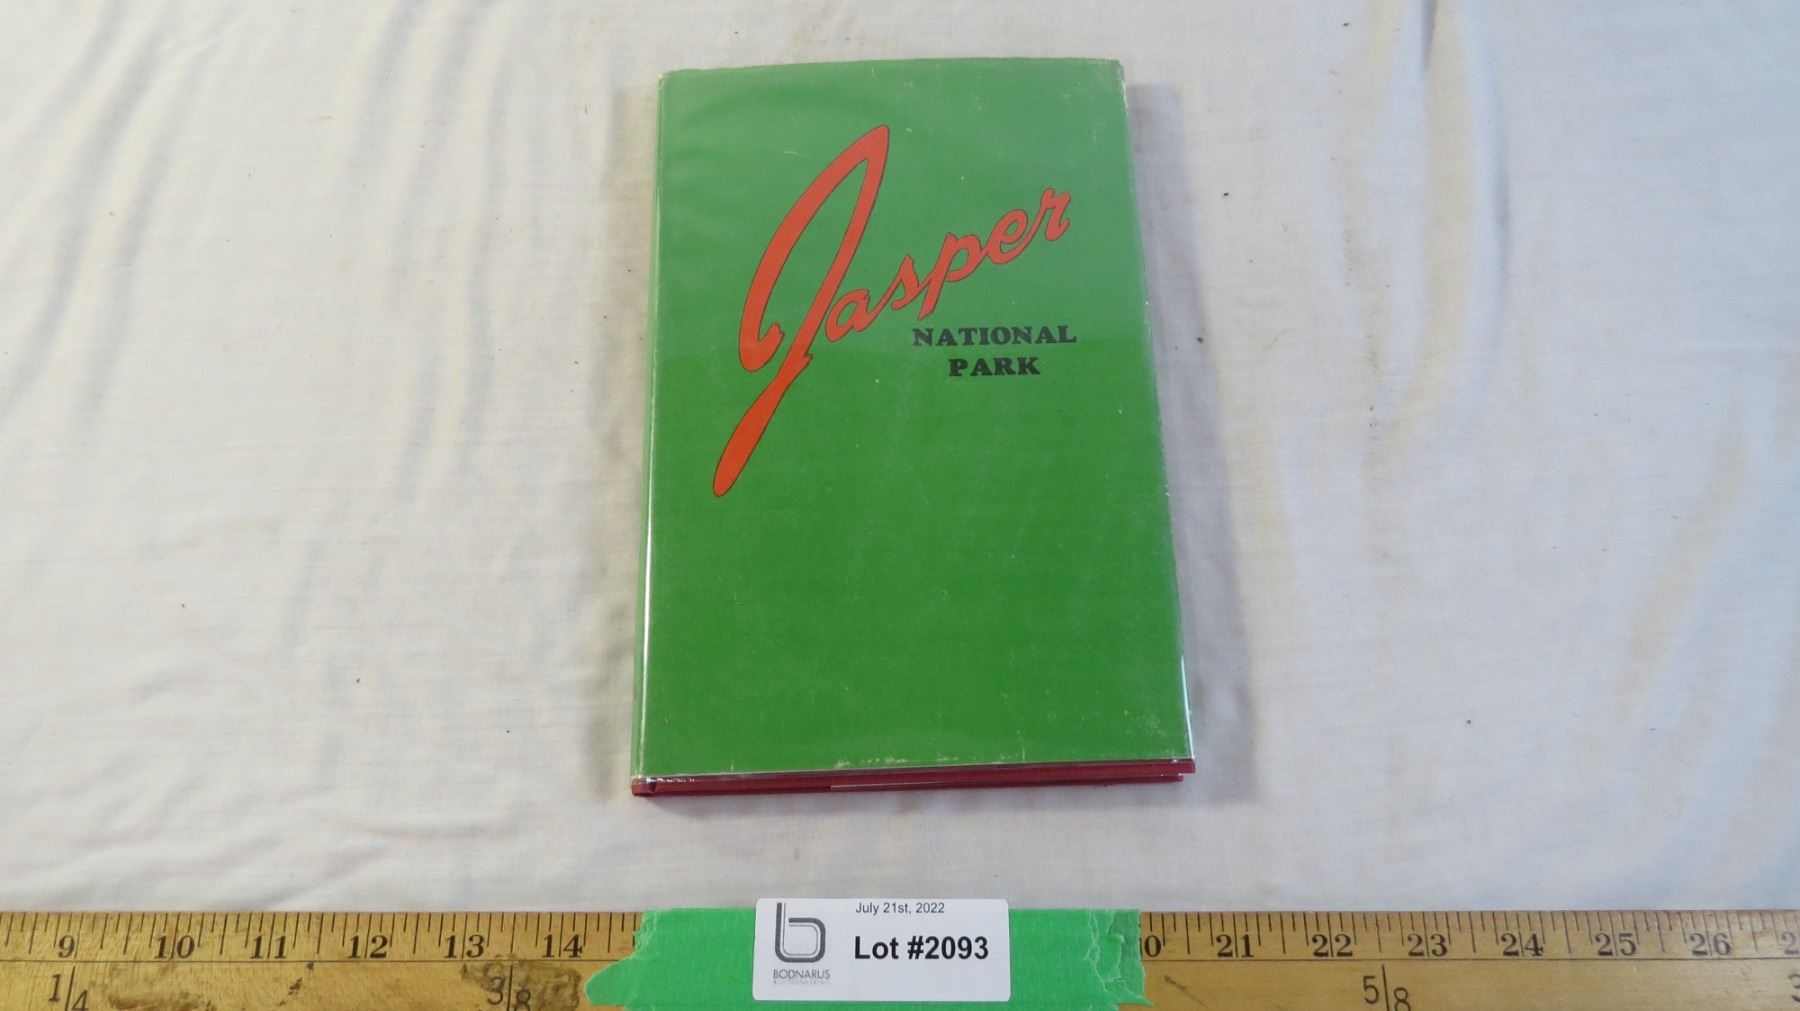 Jasper
NATIONAL
PARK
July 21st, 2022
Lot #2093
BODNARUS
9 10 11 12 13 14 21 22 23 24 25 26
1/4 3/8 5/8